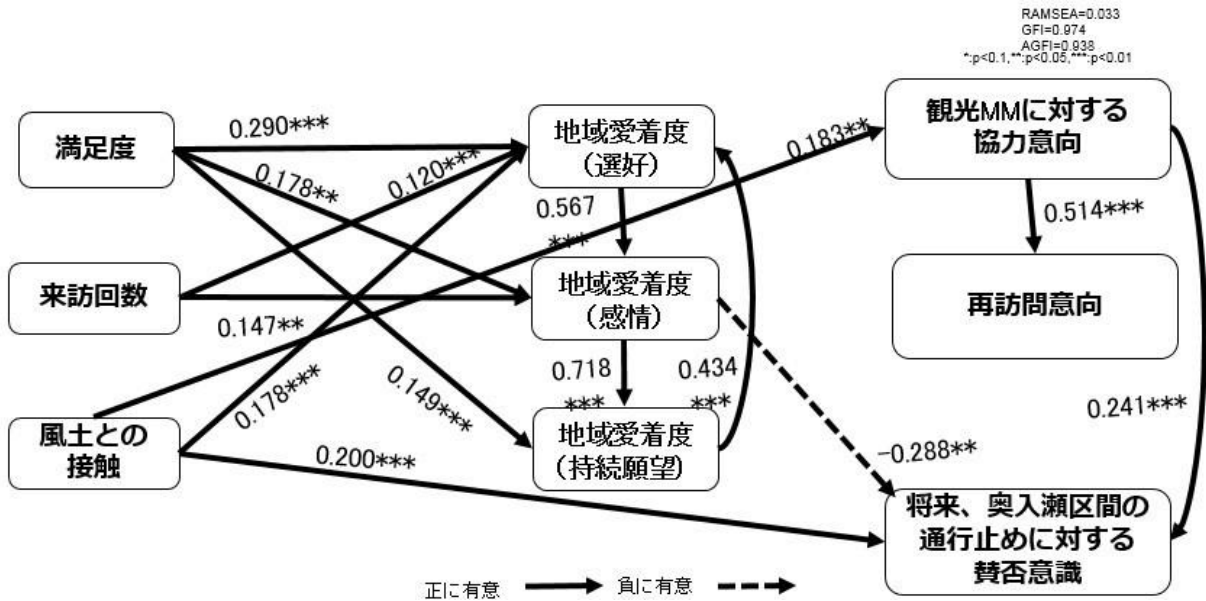 RAMSEA=0.033
GFI=0.974
AGFI=0.938
*:p<0.1,**:p<0.05,***:p<0.01
満足度
来訪回数
風土との
接触
0.290***
0.178**
0.120***
0.147**
0.178***
0.149***
0.200***
地域愛着度
(選好)
0.567
***
地域愛着度
(感情)
0.718
***
0.434
***
地域愛着度
(持続願望)
0.183**
観光MMに対する
協力意向
0.514***
再訪問意向
0.241***
-0.288**
将来、奥入瀬区間の
通行止めに対する
賛否意識
正に有意
負に有意